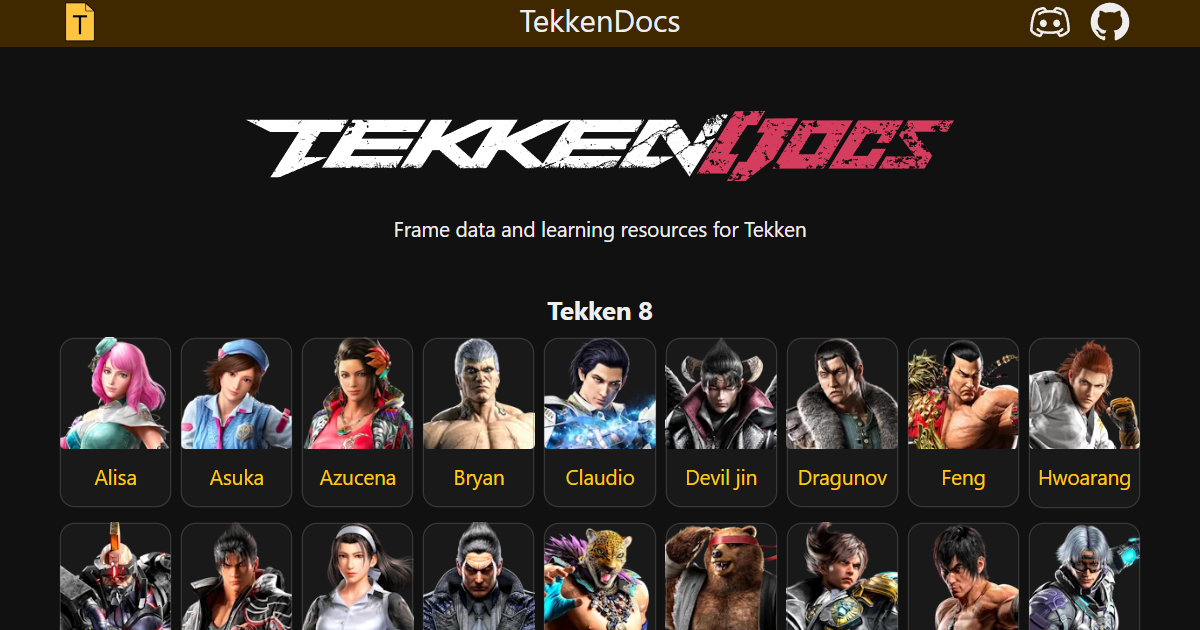 T
TekkenDocs
TEKKENDOCS
Frame data and learning resources for Tekken
Tekken 8
Alisa
Asuka
Azucena
Bryan
Claudio
Devil jin
Dragunov
Feng
Hwoarang